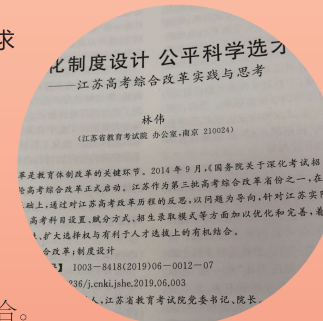 求
化制度设计 公平科学选才
——江苏高考综合改革实践与思考
林伟
(江苏省教育考试院 办公室,南京 210024)
革是教育体制改革的关键环节。2014 年 9 月,《国务院关于深化考试招
高考综合改革正式启动。江苏作为第三批高考综合改革省份之一,在
础上,通过对江苏高考改革历程的反思,以问题为导向,针对江苏实际
高考科目设置、赋分方式、招生录取模式等方面加以优化和完善,着
、扩大选择权与有利于人才选拔上的有机结合。
合改革;制度设计
】 1003-8418(2019)06-0012-07
236/j.cnki.jshe.2019.06.003
人,江苏省教育考试院党委书记、院长
合。